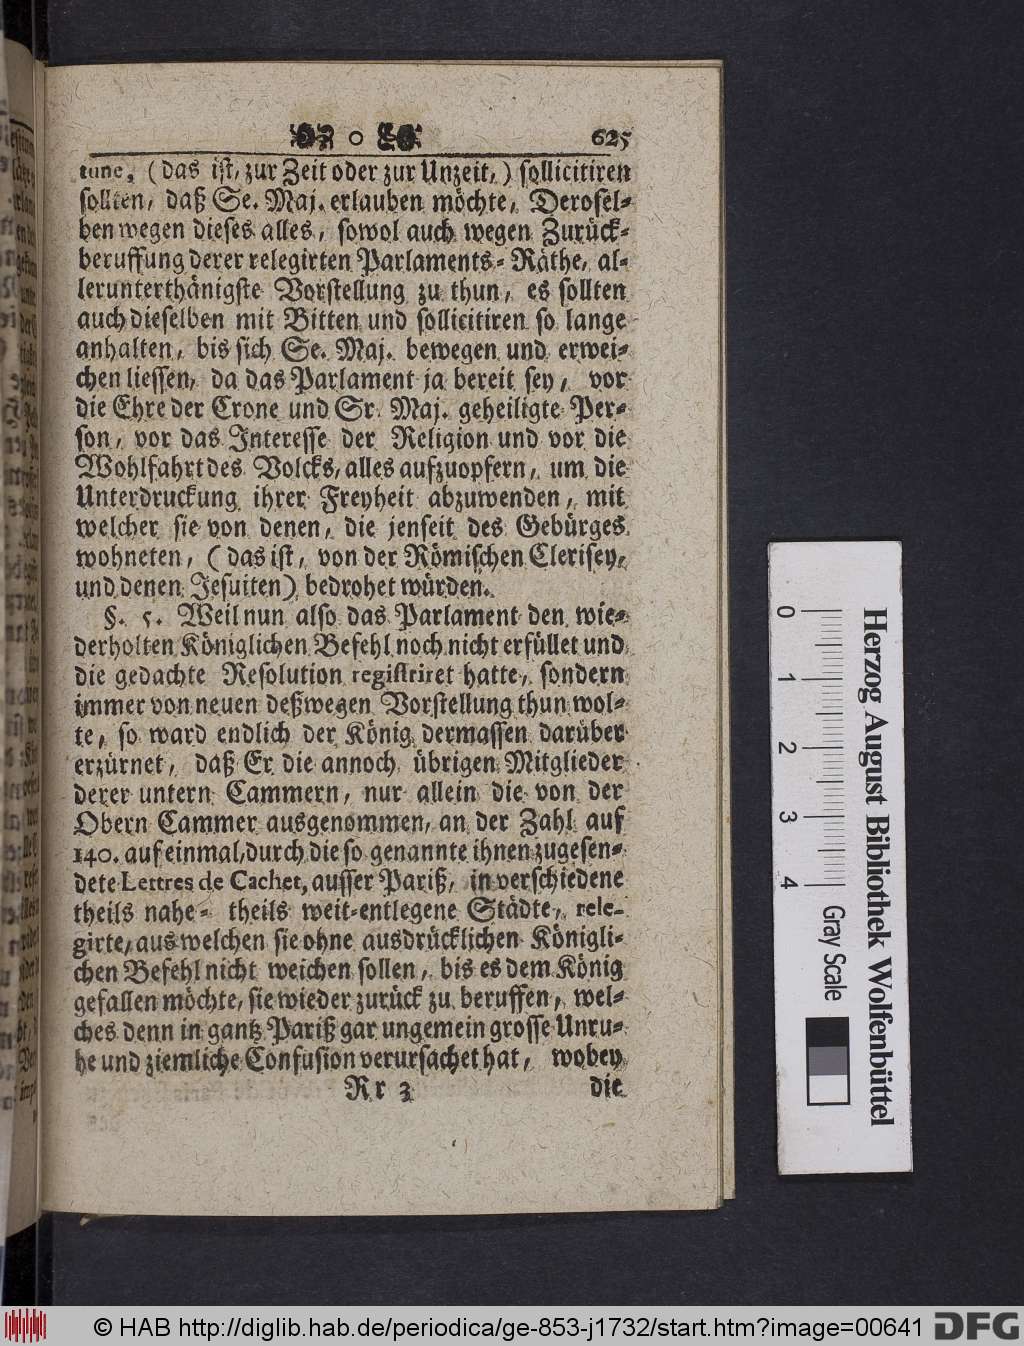 625
tune, (das ist, zur Zeit oder zur Unzeit,) sollicitiren
sollten, daß Se. Maj. erlauben möchte, Derosel-
ben wegen dieses alles, sowol auch wegen Zurück-
beruffung derer relegirten Parlaments-Räthe, al-
lerunterthänigste Vorstellung zu thun, es sollten
auch dieselben mit Bitten und sollicitiren so lange
anhalten, bis sich Se. Maj. bewegen und erwei-
chen liessen, da das Parlament ja bereit sey, vor
die Ehre der Crone und Sr. Maj. geheiligte Per-
son, vor das Interesse der Religion und vor die
Wohlfahrt des Volcks, alles aufzuopfern, um die
Unterdruckung ihrer Freyheit abzuwenden, mit
welcher sie von denen, die jenseit des Gebürges
wohneten, (das ist, von der Römischen Clerisey,
und denen Jesuiten) bedrohet würden.
§. 5. Weil nun also das Parlament den wie-
derholten Königlichen Befehl noch nicht erfüllet und
die gedachte Resolution registriret hatte, sondern
immer von neuen deßwegen Vorstellung thun wol-
te, so ward endlich der König dermassen darüber
erzürnet, daß Er die annoch übrigen Mitglieder
derer untern Cammern, nur allein die von der
Obern Cammer ausgenommen, an der Zahl auf
140. auf einmal, durch die so genannte ihnen zugesen-
dete Lettres de Cachet, ausser Pariß, in verschiedene
theils nahe- theils weit-entlegene Städte, rele-
girte, aus welchen sie ohne ausdrücklichen Königli-
chen Befehl nicht weichen sollen, bis es dem König
gefallen möchte, sie wieder zurück zu beruffen, wel-
ches denn in gantz Pariß gar ungemein grosse Unru-
he und ziemliche Confusion verursachet hat, wobey
Rr 3 die
0 1 2 3 4
Gray Scale
Herzog August Bibliothek Wolfenbüttel
© HAB http://diglib.hab.de/periodica/ge-853-j1732/start.htm?image=00641
DFG